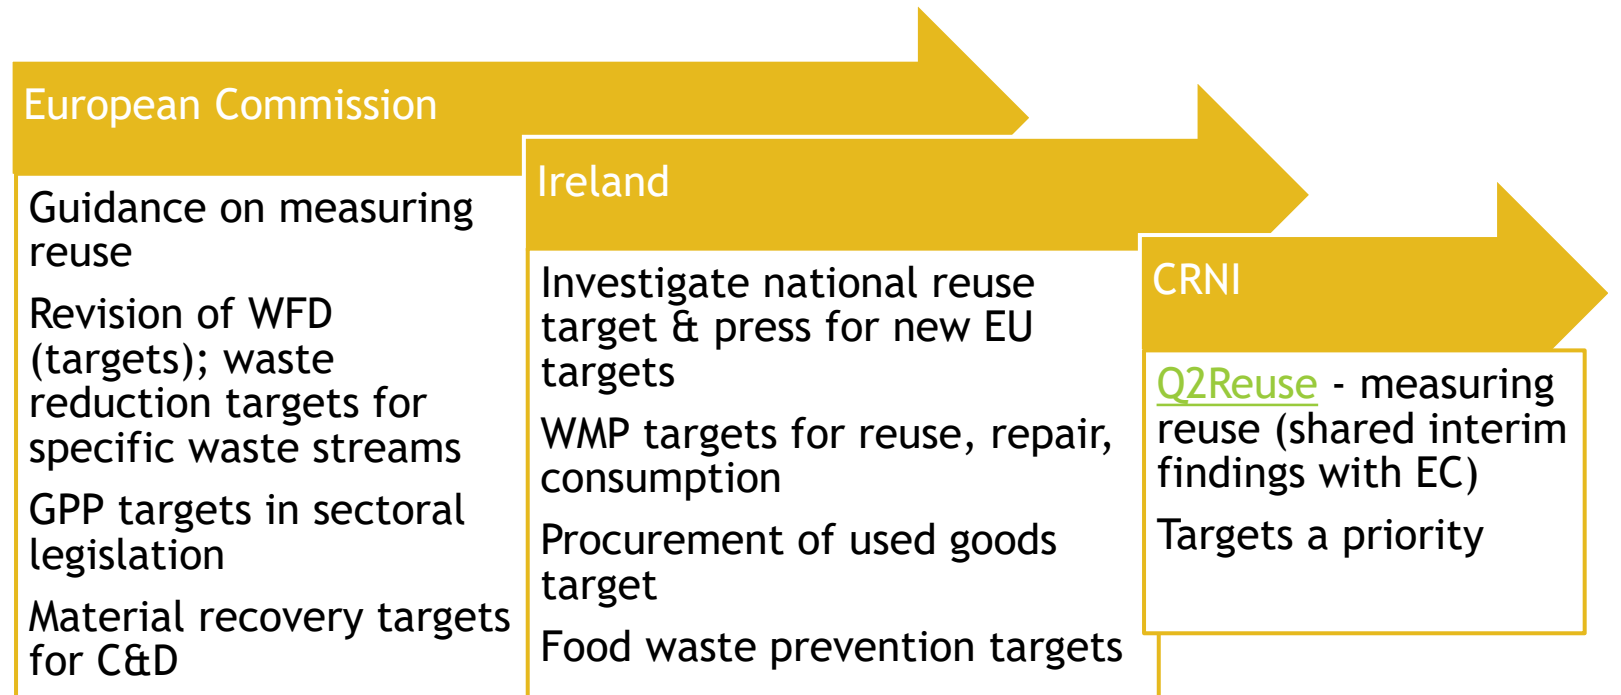 European Commission
Guidance on measuring
reuse
Revision of WFD
(targets); waste
reduction targets for
specific waste streams
GPP targets in sectoral
legislation
Material recovery targets
for C&D
Ireland
Investigate national reuse
target & press for new EU
targets
WMP targets for reuse, repair,
consumption
Procurement of used goods
target
Food waste prevention targets
CRNI
Q2Reuse - measuring
reuse (shared interim
findings with EC)
Targets a priority